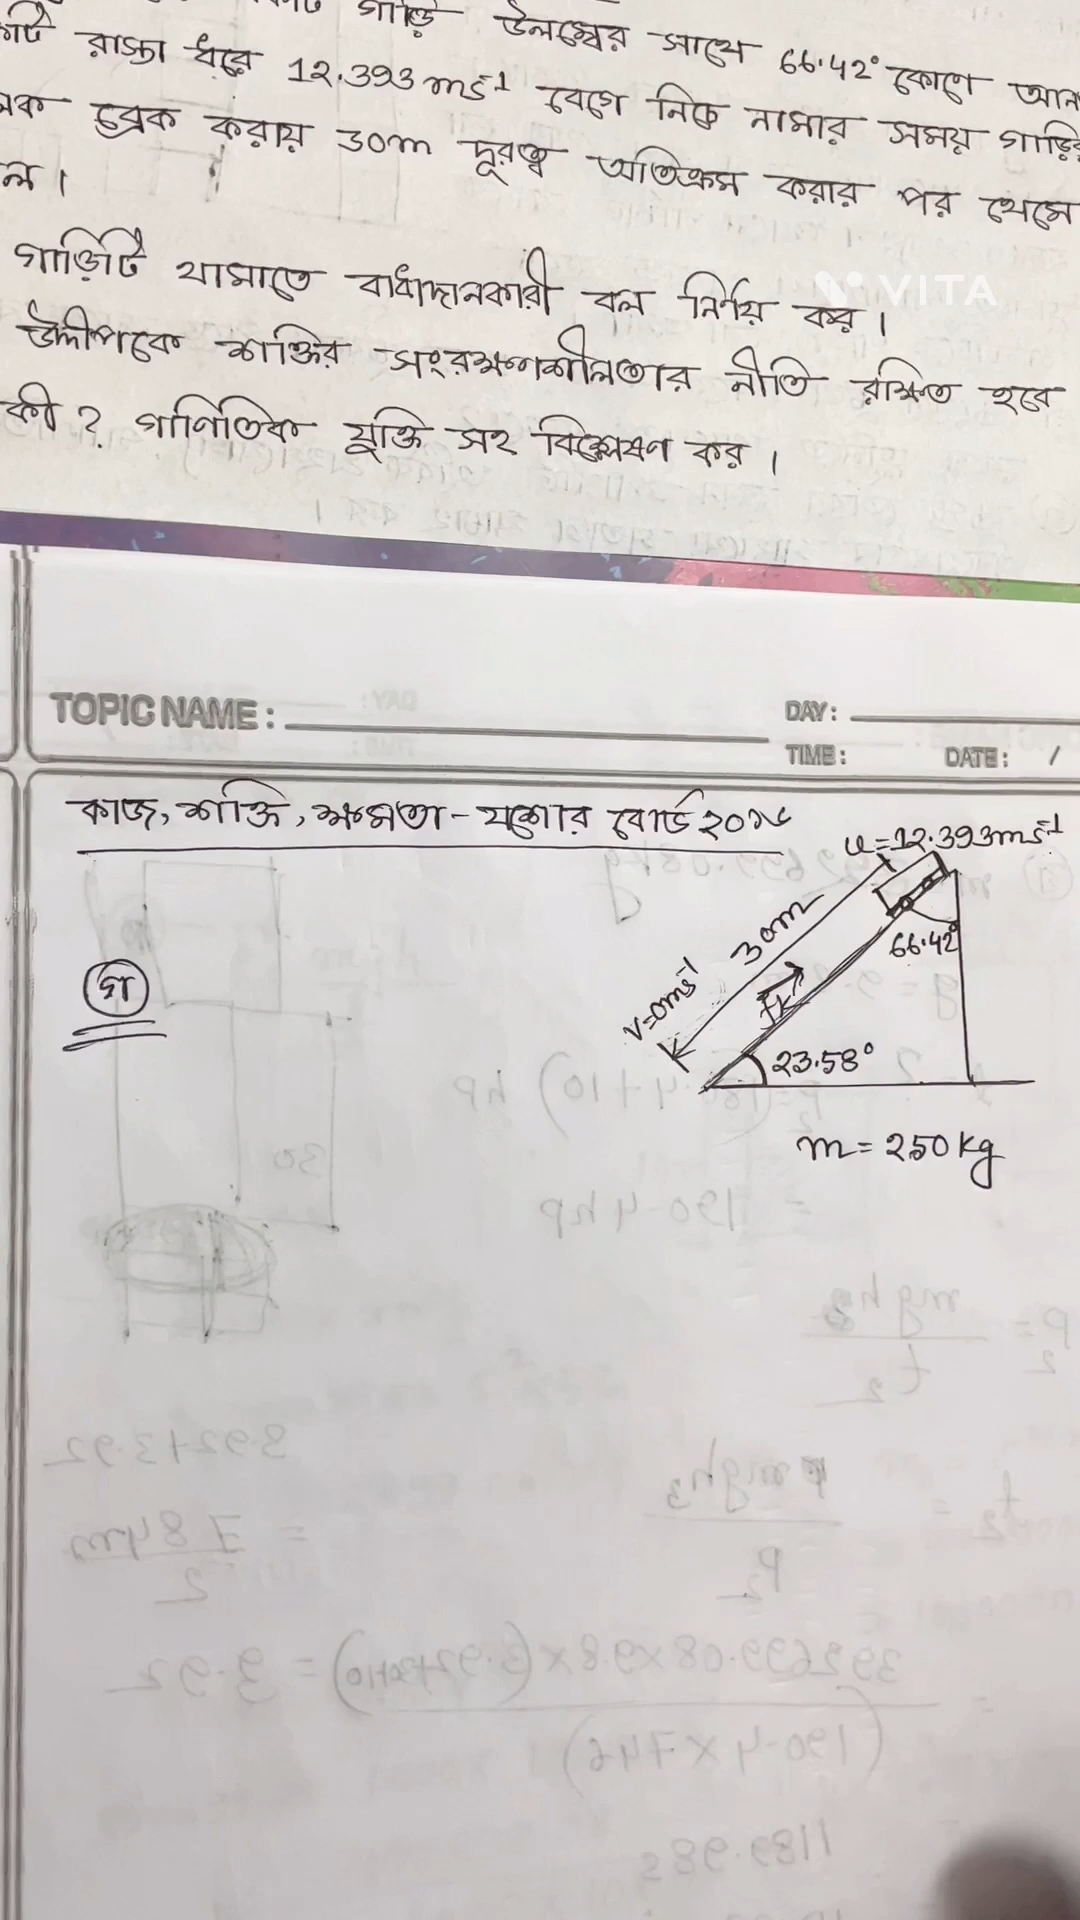 গাড়ি উলম্বের সাথে 66.42° কোণে
রাস্তা ধরে 12.393 ms⁻¹ বেগে নিচে নামার সময়
ব্রেক করায় 30m দূরত্ব অতিক্রম করার পর থেমে
ল।
গাড়িটি থামাতে বাধাদানকারী বল নির্ণয় কর।
VITA
উদ্দীপকে শক্তির সংরক্ষণশীলতার নীতি রক্ষিত হবে
কী? গাণিতিক যুক্তি সহ বিশ্লেষণ কর।
TOPIC NAME :
DAY :
TIME :
DATE : /
কাজ, শক্তি, ক্ষমতা - যশোর বোর্ড ২০১৮
u=12.393ms⁻¹
66.42°
30m
v=0ms⁻¹
fk
23.58°
m=250kg
গ